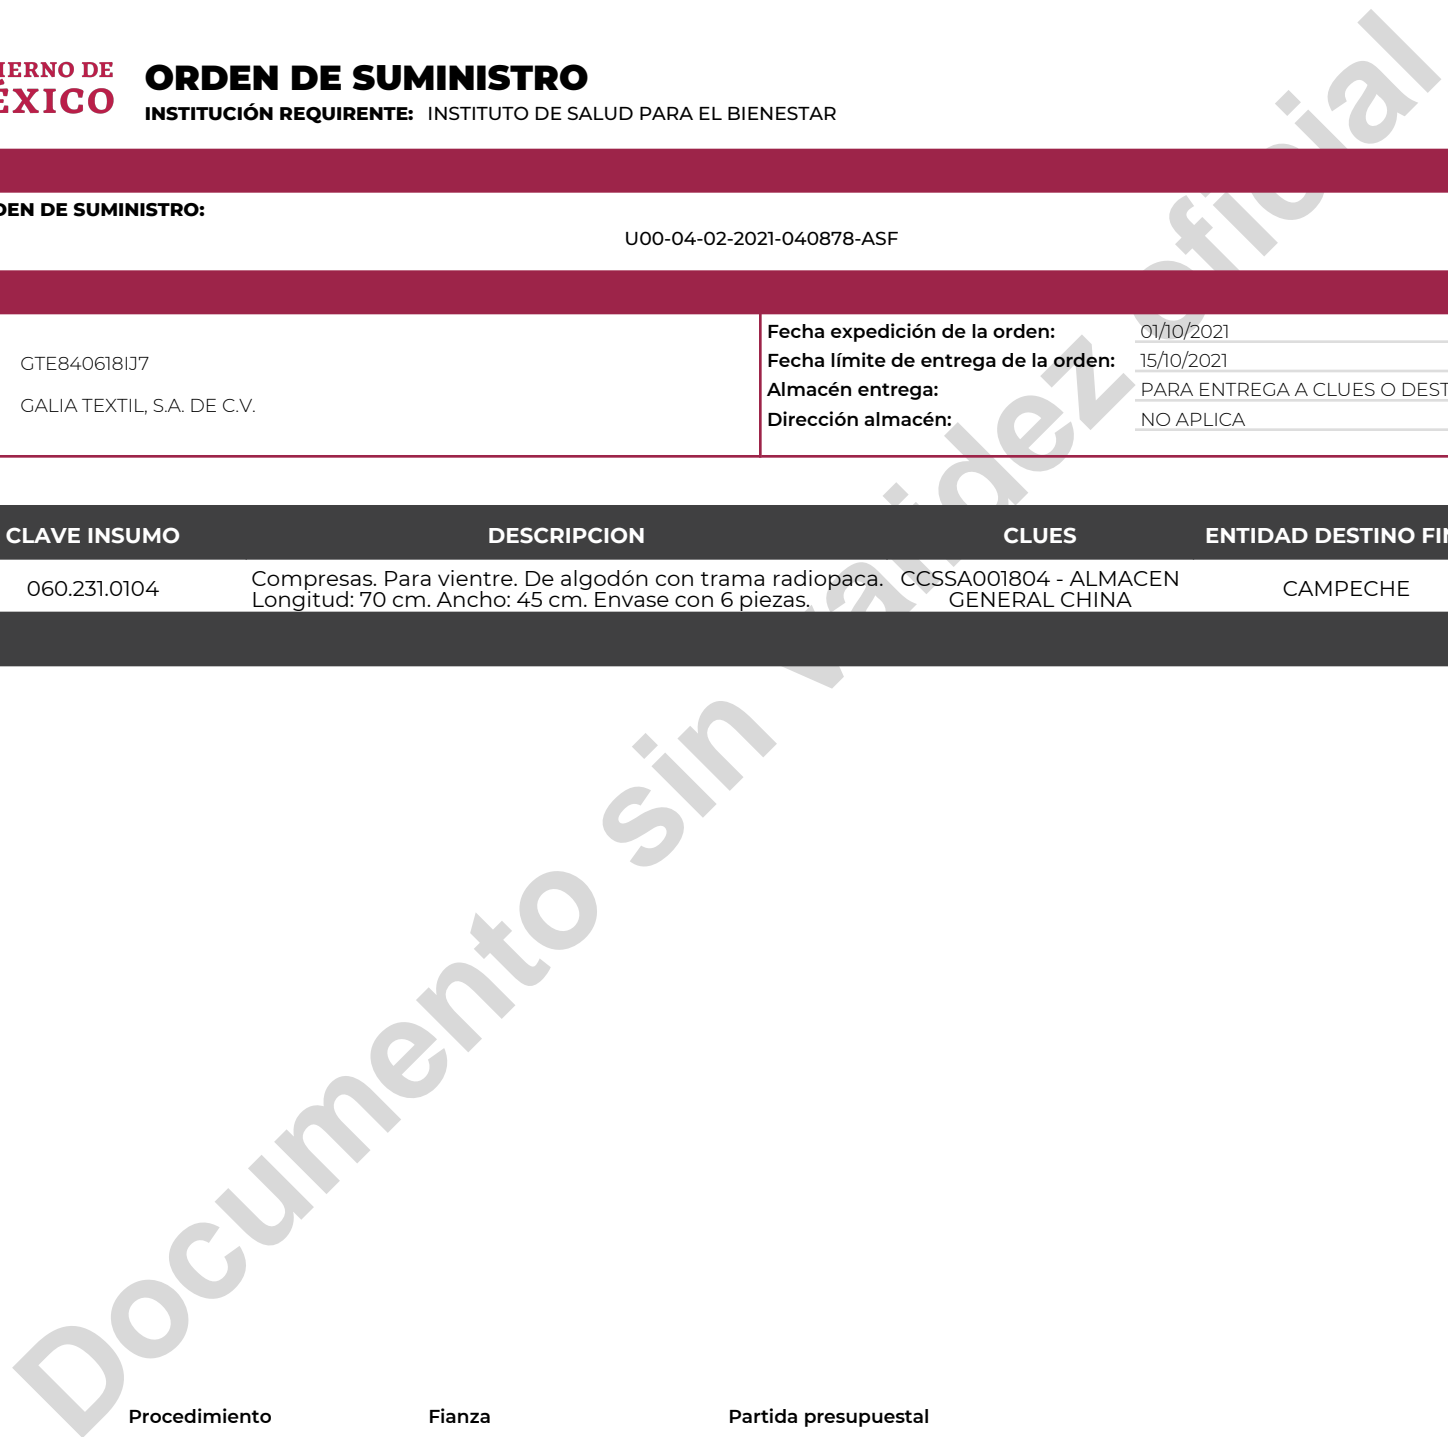 IERNO DE
ÉXICO
ORDEN DE SUMINISTRO
INSTITUCIÓN REQUIRENTE: INSTITUTO DE SALUD PARA EL BIENESTAR
DEN DE SUMINISTRO:
U00-04-02-2021-040878-ASF
GTE840618IJ7
GALIA TEXTIL, S.A. DE C.V.
Fecha expedición de la orden: 01/10/2021
Fecha límite de entrega de la orden: 15/10/2021
Almacén entrega: PARA ENTREGA A CLUES O DEST
Dirección almacén: NO APLICA
CLAVE INSUMO DESCRIPCION CLUES ENTIDAD DESTINO FIN
060.231.0104
Compresas. Para vientre. De algodón con trama radiopaca.
Longitud: 70 cm. Ancho: 45 cm. Envase con 6 piezas.
CCSSA001804 - ALMACEN
GENERAL CHINA
CAMPECHE
Documento sin validez oficial
Procedimiento Fianza Partida presupuestal